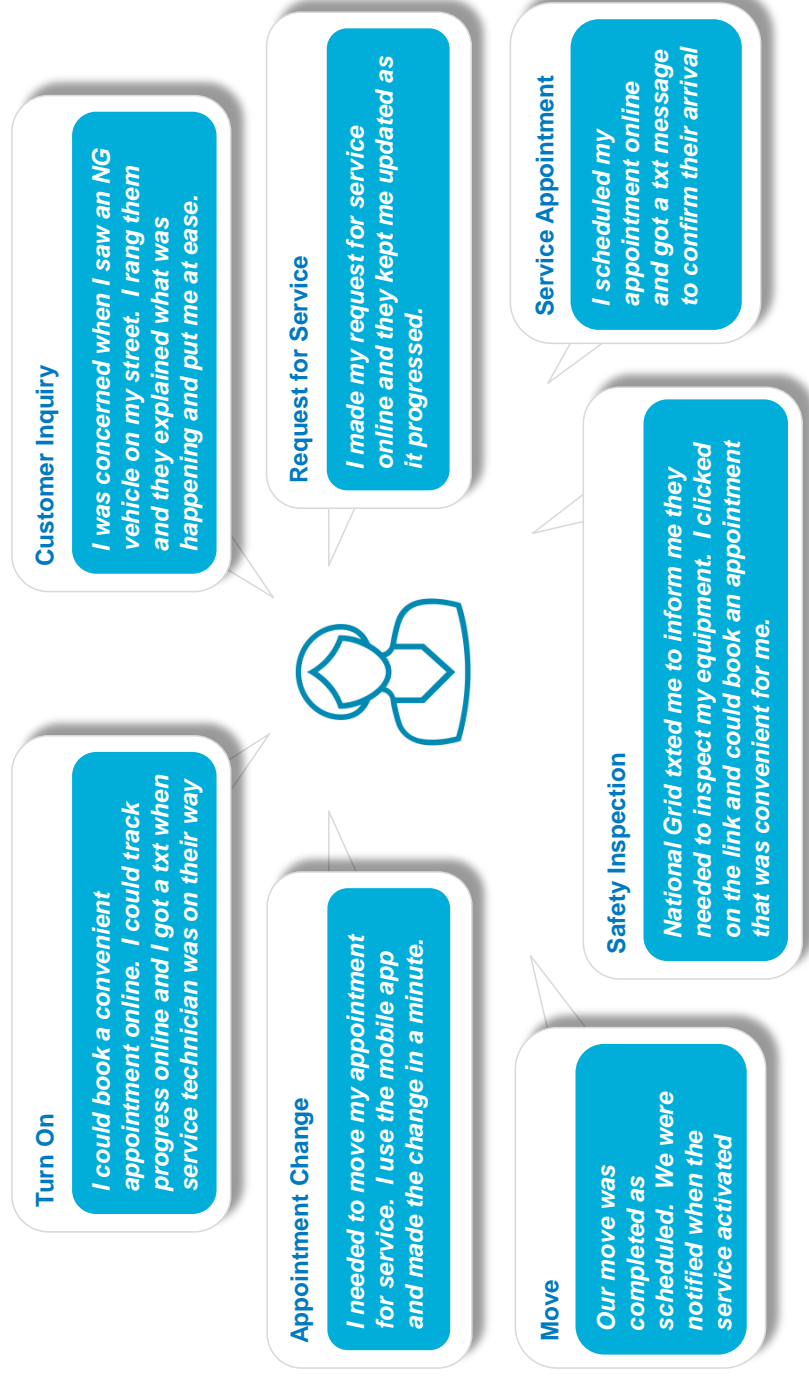 Turn On
I could book a convenient
appointment online.  I could track
progress online and I got a txt when
service technician was on their way
Customer Inquiry
I was concerned when I saw an NG
vehicle on my street.  I rang them
and they explained what was
happening and put me at ease.
Appointment Change
I needed to move my appointment
for service.  I use the mobile app
and made the change in a minute.
Request for Service
I made my request for service
online and they kept me updated as
it progressed.
Move
Our move was
completed as
scheduled.  We were
notified when the
service activated
Safety Inspection
National Grid txted me to inform me they
needed to inspect my equipment.  I clicked
on the link and could book an appointment
that was convenient for me.
Service Appointment
I scheduled my
appointment online
and got a txt message
to confirm their arrival